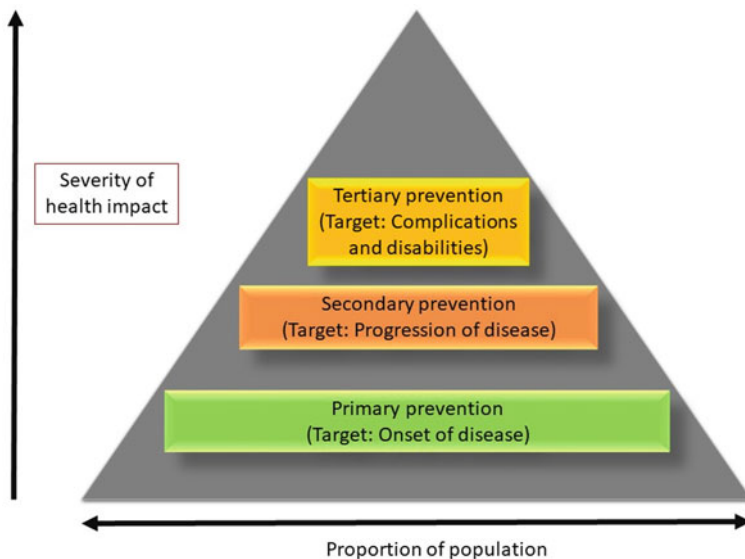 Severity of
health impact
Tertiary prevention
(Target: Complications
and disabilities)
Secondary prevention
(Target: Progression of disease)
Primary prevention
(Target: Onset of disease)
Proportion of population